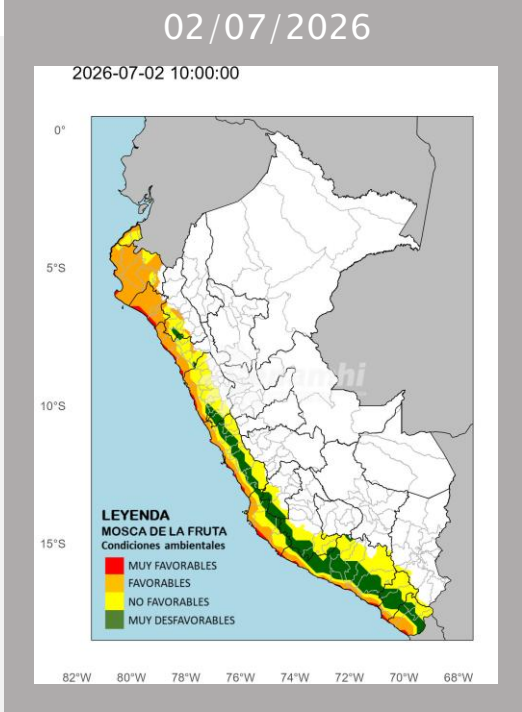 02/07/2026
2026-07-02 10:00:00
0°
5°S
10°S
15°S
LEYENDA
MOSCA DE LA FRUTA
Condiciones ambientales
MUY FAVORABLES
FAVORABLES
NO FAVORABLES
MUY DESFAVORABLES
82°W 80°W 78°W 76°W 74°W 72°W 70°W 68°W